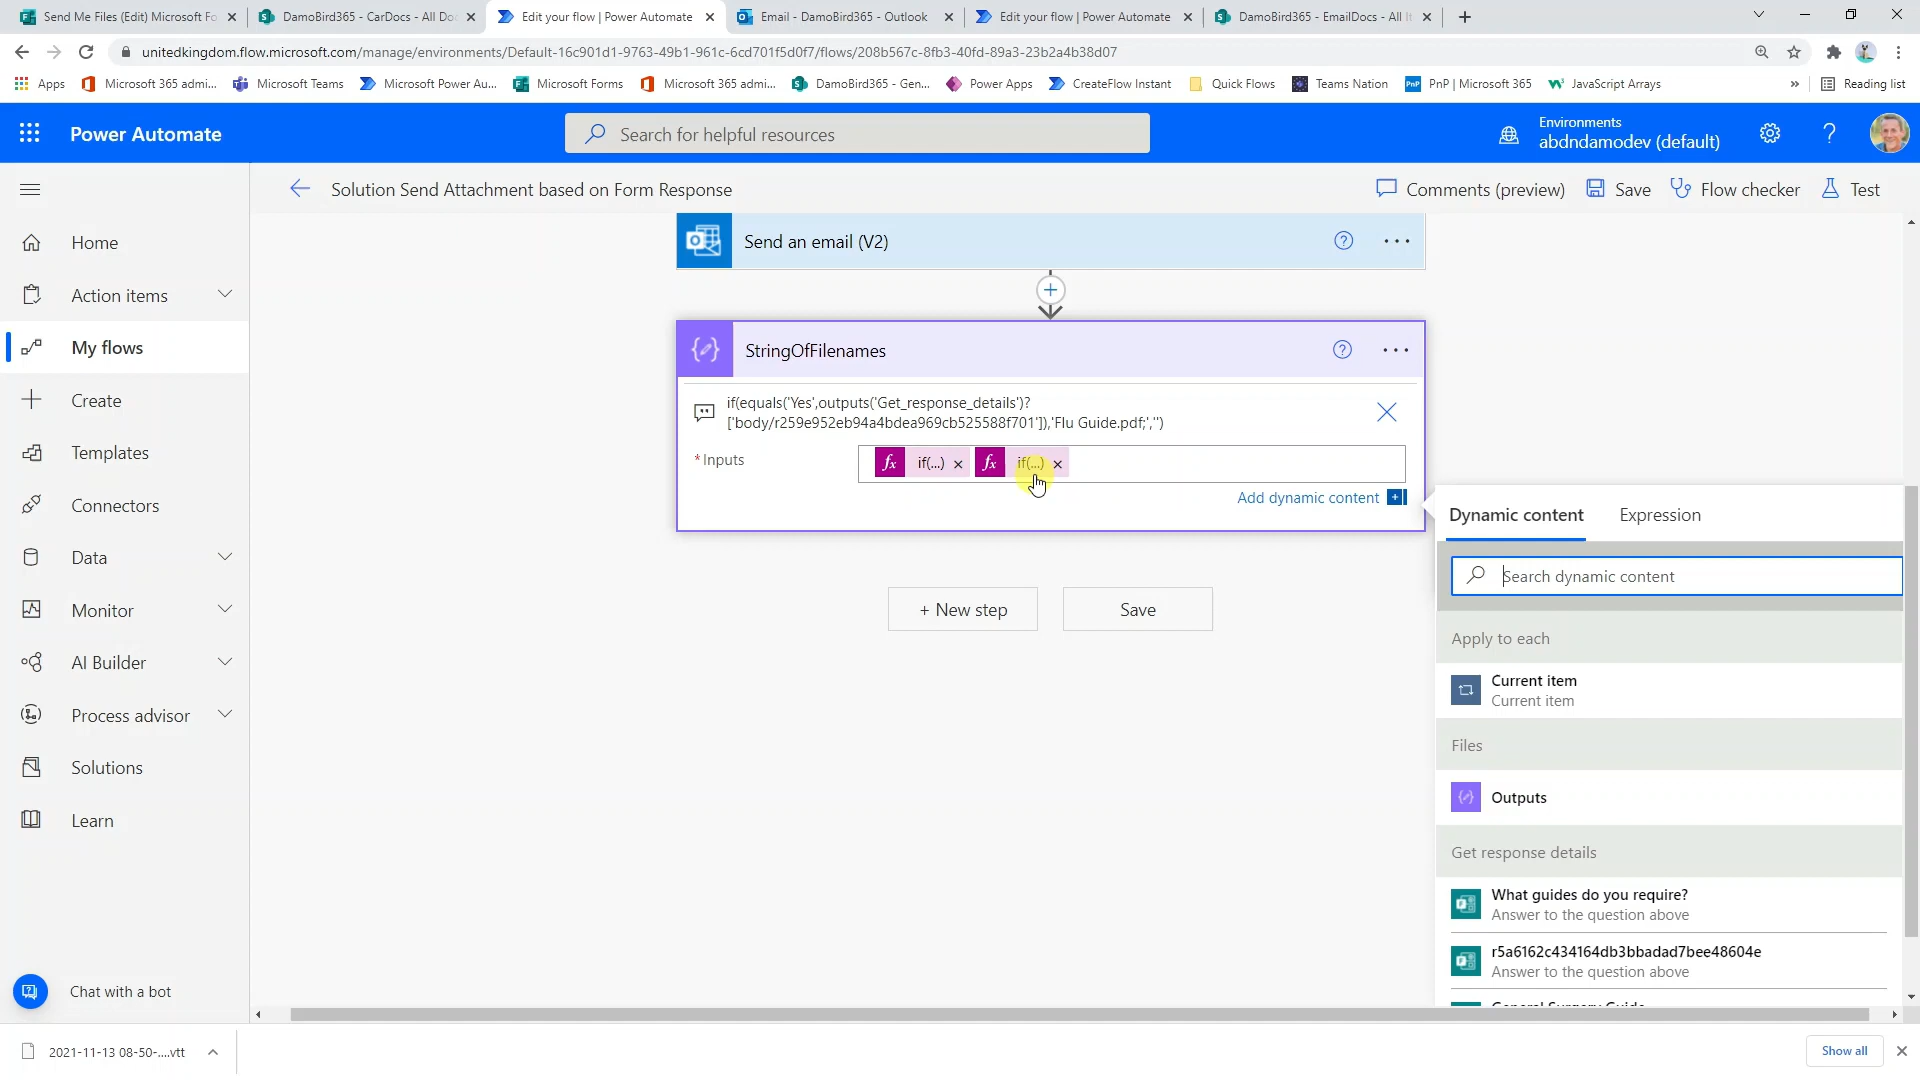 Send Me Files (Edit) Microsoft Fo
DamoBird365 - CarDocs - All Doc
Edit your flow | Power Automate
Email - DamoBird365 - Outlook
Edit your flow | Power Automate
DamoBird365 - EmailDocs - All It
unitedkingdom.flow.microsoft.com/manage/environments/Default-16c901d1-9763-49b1-961c-6cd701f5d0f7/flows/208b567c-8fb3-40fd-89a3-23b2a4b38d07
Apps
Microsoft 365 admi...
Microsoft Teams
Microsoft Power Au...
Microsoft Forms
Microsoft 365 admi...
DamoBird365 - Gen...
Power Apps
CreateFlow Instant
Quick Flows
Teams Nation
PnP | Microsoft 365
JavaScript Arrays
»
Reading list
Power Automate
Search for helpful resources
Environments
abdndamodev (default)
Solution Send Attachment based on Form Response
Comments (preview)
Save
Flow checker
Test
Home
Action items
My flows
Create
Templates
Connectors
Data
Monitor
AI Builder
Process advisor
Solutions
Learn
Chat with a bot
Send an email (V2)
StringOfFilenames
if(equals('Yes',outputs('Get_response_details')?
['body/r259e952eb94a4bdea969cb525588f701']),'Flu Guide.pdf;','')
* Inputs
fx if(...) ×
fx if(...) ×
Add dynamic content
+ New step
Save
Dynamic content
Expression
Search dynamic content
Apply to each
Current item
Current item
Files
Outputs
Get response details
What guides do you require?
Answer to the question above
r5a6162c434164db3bbadad7bee48604e
Answer to the question above
General Surgery Guide
2021-11-13 08-50-....vtt
Show all